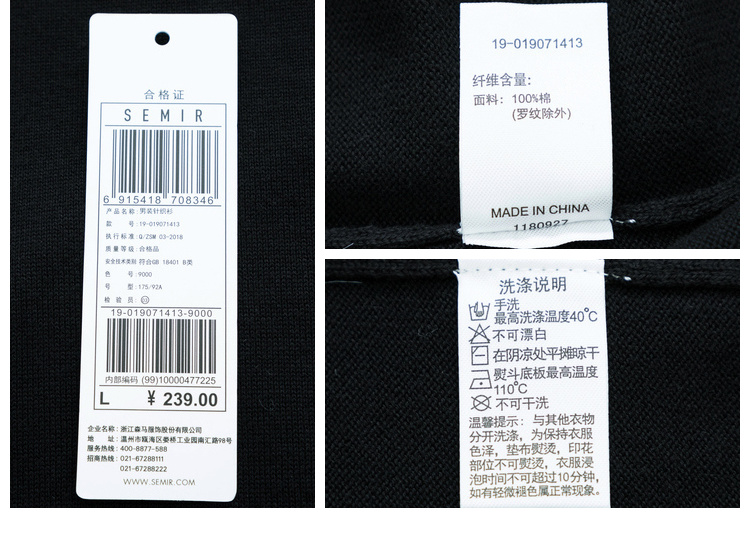 合格证
SEMIR
6 915418 708346
产品名称:男装针织衫
款 号:19-019071413
执行标准:Q/ZSM 03-2018
质量等级:合格品
安全技术类别 符合GB 18401 B类
色 号:9000
号 型:175/92A
检 验 员:
19-019071413-9000
内部编码 (99)10000477225
L ¥ 239.00
企业名称:浙江森马服饰股份有限公司
地 址:温州市瓯海区娄桥工业园南汇路98号
服务热线:400-8877-588
招商热线:021-67288111
021-67288222
WWW.SEMIR.COM
19-019071413
纤维含量:
面料: 100%棉
(罗纹除外)
MADE IN CHINA
1180927
洗涤说明
手洗
最高洗涤温度40°C
不可漂白
在阴凉处平摊晾干
熨斗底板最高温度
110°C
不可干洗
温馨提示: 与其他衣物
分开洗涤, 为保持衣服
色泽, 垫布熨烫, 印花
部位不可熨烫, 衣服浸
泡时间不可超过10分钟,
如有轻微褪色属正常现象。